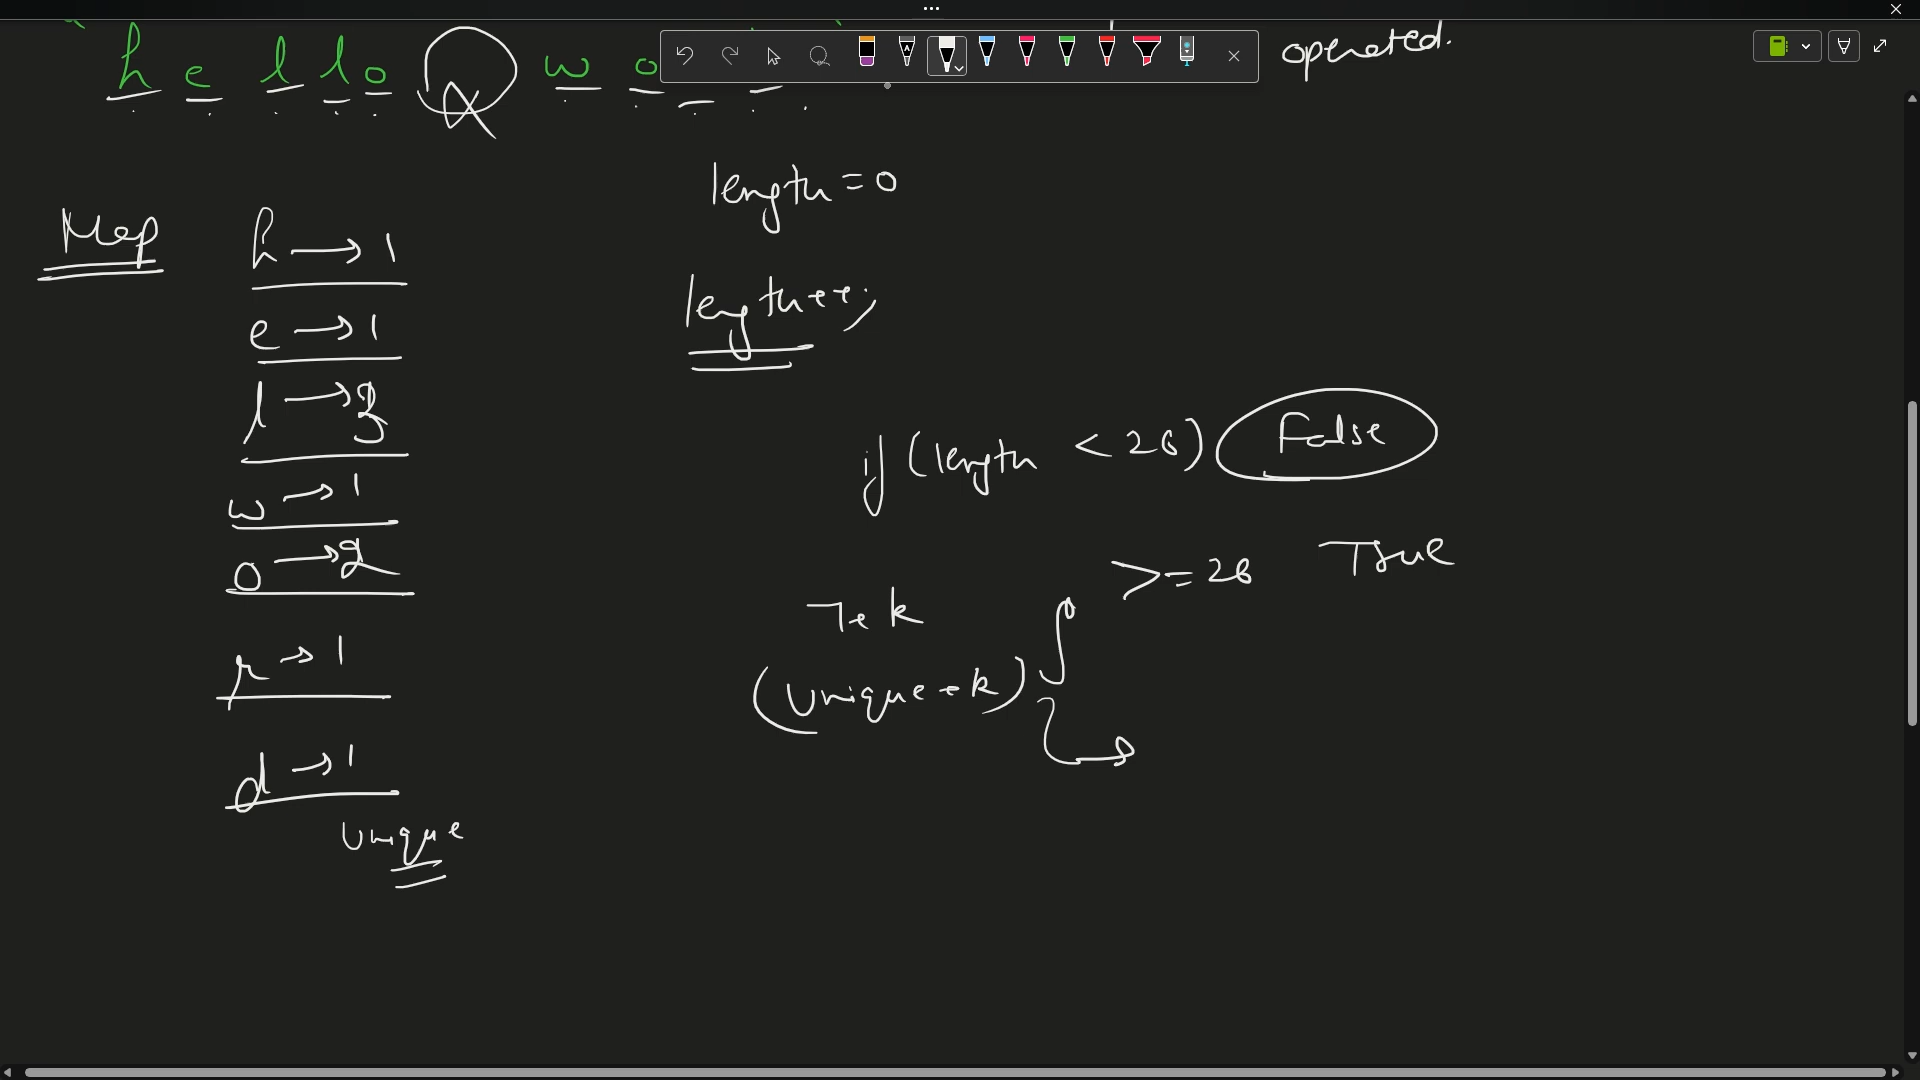 operated.
h e l l o w o
length = 0
Map
h → 1
length++;
e → 1
l → 3
if (length < 26) False
w → 1
o → 2
>= 26 True
7 + k
r → 1
(unique + k)
d → 1
unique